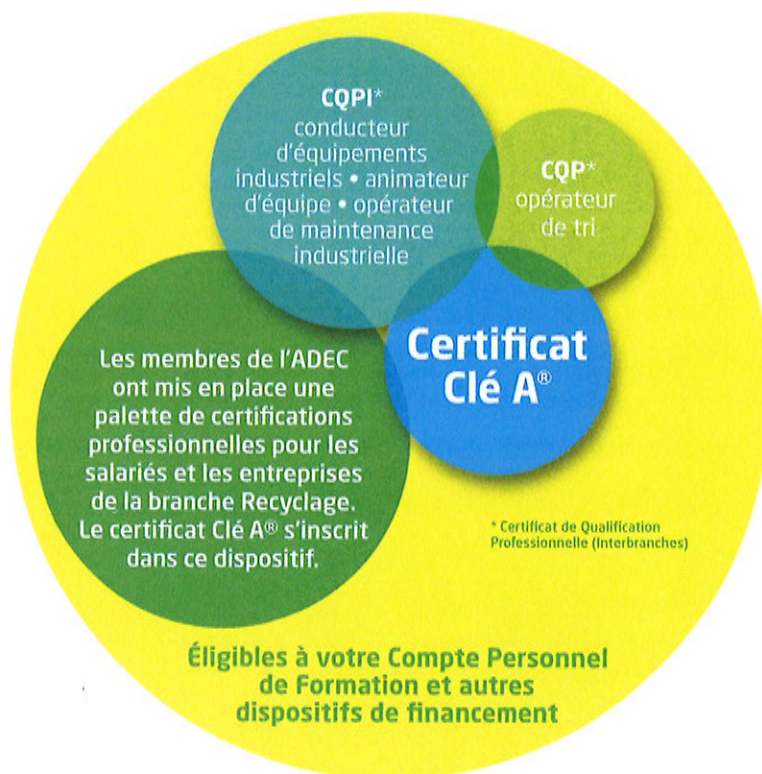 CQPI*
conducteur
d'équipements
industriels • animateur
d'équipe • opérateur
de maintenance
industrielle
CQP*
opérateur
de tri
Certificat
Clé A®
Les membres de l'ADEC
ont mis en place une
palette de certifications
professionnelles pour les
salariés et les entreprises
de la branche Recyclage.
Le certificat Clé A® s'inscrit
dans ce dispositif.
* Certificat de Qualification
Professionnelle (Interbranches)
Éligibles à votre Compte Personnel
de Formation et autres
dispositifs de financement